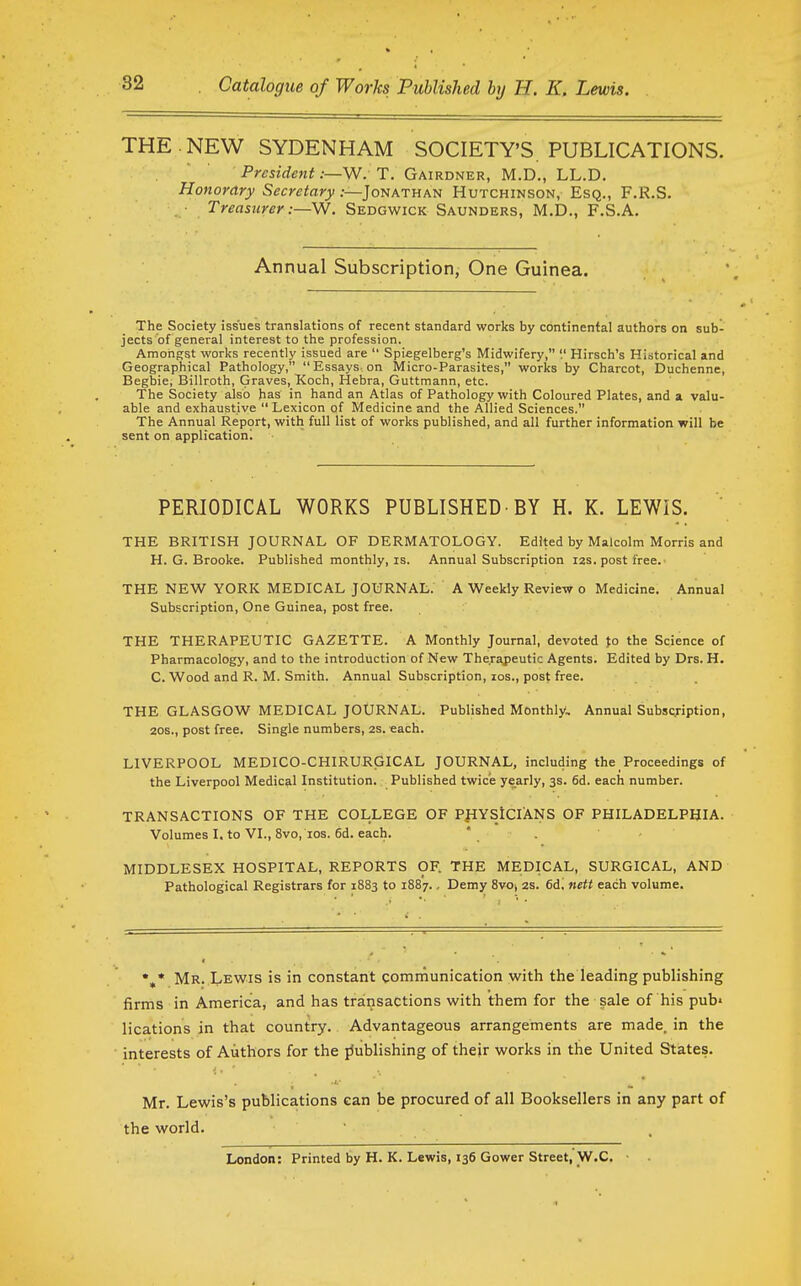 32 Catalogue of Works Published by H. K. Lewis.
THE NEW SYDENHAM SOCIETY'S PUBLICATIONS.
President:—W. T. GAIRDNER, M.D., LL.D.
Honorary Secretary:—JONATHAN HUTCHINSON, ESQ., F.R.S.
Treasurer:—W. SEDGWICK SAUNDERS, M.D., F.S.A.
Annual Subscription, One Guinea.
The Society issues translations of recent standard works by continental authors on sub-
jects of general interest to the profession.
Amongst works recently issued are "Spiegelberg's Midwifery," "Hirsch's Historical and
Geographical Pathology," "Essays on Micro-Parasites," works by Charcot, Duchenne,
Begbie, Billroth, Graves, Koch, Hebra, Guttmann, etc.
The Society also has in hand an Atlas of Pathology with Coloured Plates, and a valu-
able and exhaustive "Lexicon of Medicine and the Allied Sciences."
The Annual Report, with full list of works published, and all further information will be
sent on application.
PERIODICAL WORKS PUBLISHED BY H. K. LEWIS.
THE BRITISH JOURNAL OF DERMATOLOGY. Edited by Malcolm Morris and
H. G. Brooke. Published monthly, 1s. Annual Subscription 12s. post free.
THE NEW YORK MEDICAL JOURNAL. A Weekly Review o Medicine. Annual
Subscription, One Guinea, post free.
THE THERAPEUTIC GAZETTE. A Monthly Journal, devoted to the Science of
Pharmacology, and to the introduction of New Therapeutic Agents. Edited by Drs. H.
C. Wood and R. M. Smith. Annual Subscription, 10s., post free.
THE GLASGOW MEDICAL JOURNAL. Published Monthly. Annual Subscription,
20s., post free. Single numbers, 2s. each.
LIVERPOOL MEDICO-CHIRURGICAL JOURNAL, including the Proceedings of
the Liverpool Medical Institution. Published twice yearly, 3s. 6d. each number.
TRANSACTIONS OF THE COLLEGE OF PHYSICIANS OF PHILADELPHIA.
Volumes I. to VI., 8vo, 10s. 6d. each.
MIDDLESEX HOSPITAL, REPORTS OF THE MEDICAL, SURGICAL, AND
Pathological Registrars for 1883 to 1887. Demy 8vo, 2s. 6d. nett each volume.
*** MR. LEWIS is in constant communication with the leading publishing
firms in America, and has transactions with them for the sale of his pub-
lications in that country. Advantageous arrangements are made in the
interests of Authors for the publishing of their works in the United States.
Mr. Lewis's publications can be procured of all Booksellers in any part of
the world.
London: Printed by H. K. Lewis, 136 Gower Street, W.C.